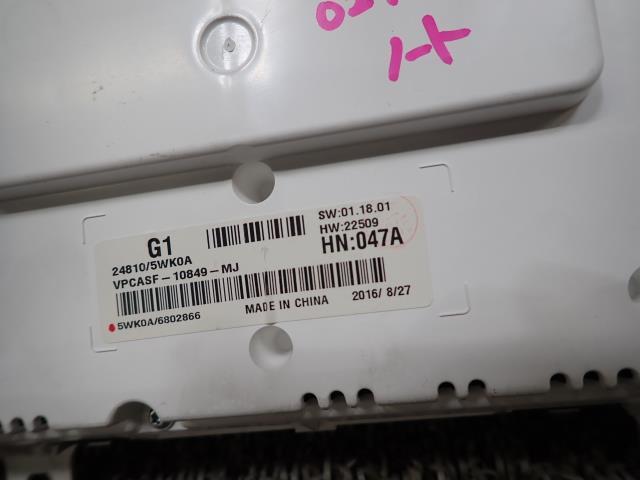 1-X
G1
SW:01.18.01
HW:22509
24810/5WK0A
HN:047A
VPCASF-10849-MJ
5WK0A/6802866
MADE IN CHINA
2016/ 8/27